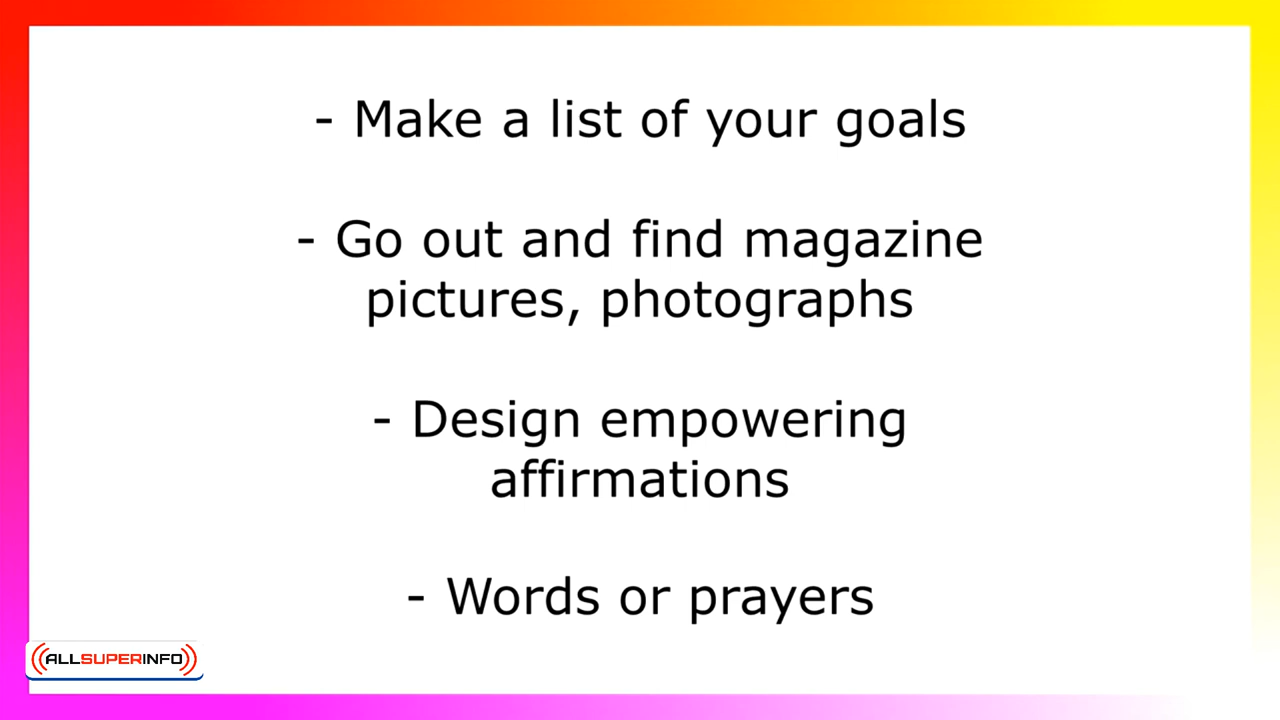 - Make a list of your goals
- Go out and find magazine
pictures, photographs
- Design empowering
affirmations
- Words or prayers
ALLSUPERINFO